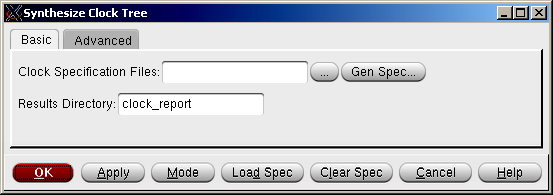 Synthesize Clock Tree
Basic Advanced
Clock Specification Files: ... Gen Spec...
Results Directory: clock_report
OK Apply Mode Load Spec Clear Spec Cancel Help